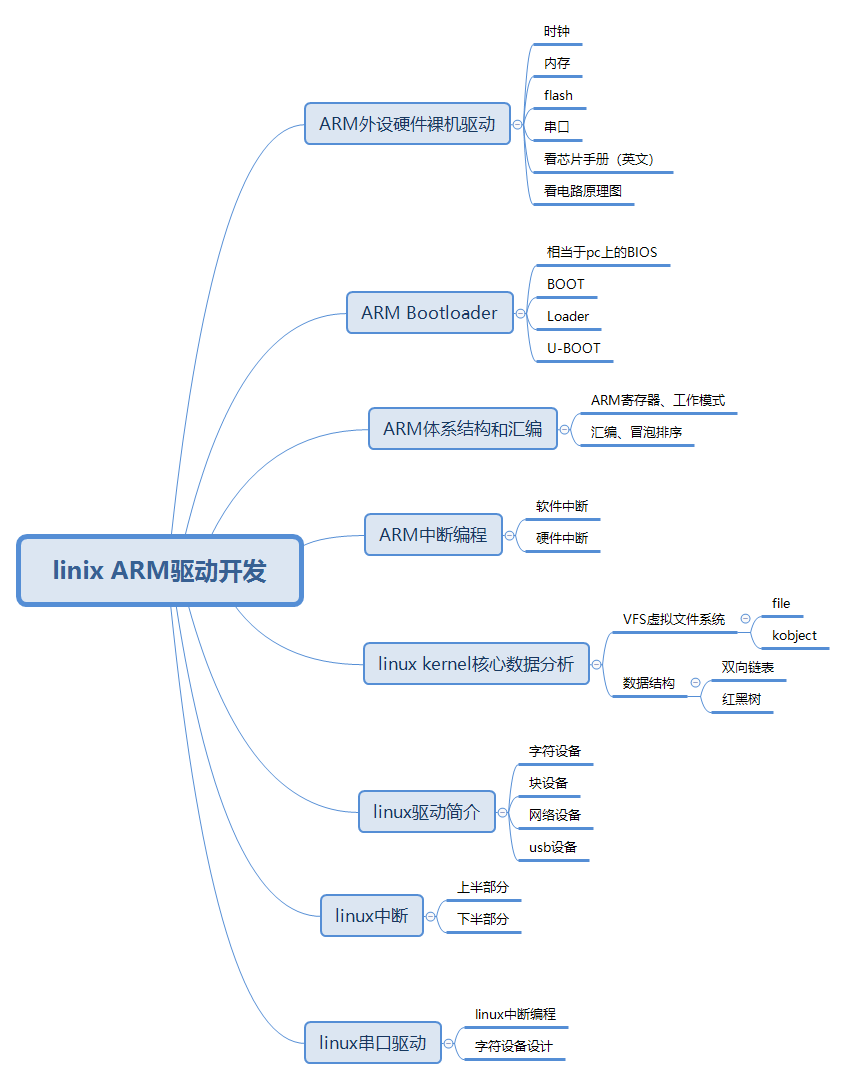 linix ARM驱动开发
ARM外设硬件裸机驱动
时钟
内存
flash
串口
看芯片手册（英文）
看电路原理图
ARM Bootloader
相当于pc上的BIOS
BOOT
Loader
U-BOOT
ARM体系结构和汇编
ARM寄存器、工作模式
汇编、冒泡排序
ARM中断编程
软件中断
硬件中断
linux kernel核心数据分析
VFS虚拟文件系统
file
kobject
数据结构
双向链表
红黑树
linux驱动简介
字符设备
块设备
网络设备
usb设备
linux中断
上半部分
下半部分
linux串口驱动
linux中断编程
字符设备设计